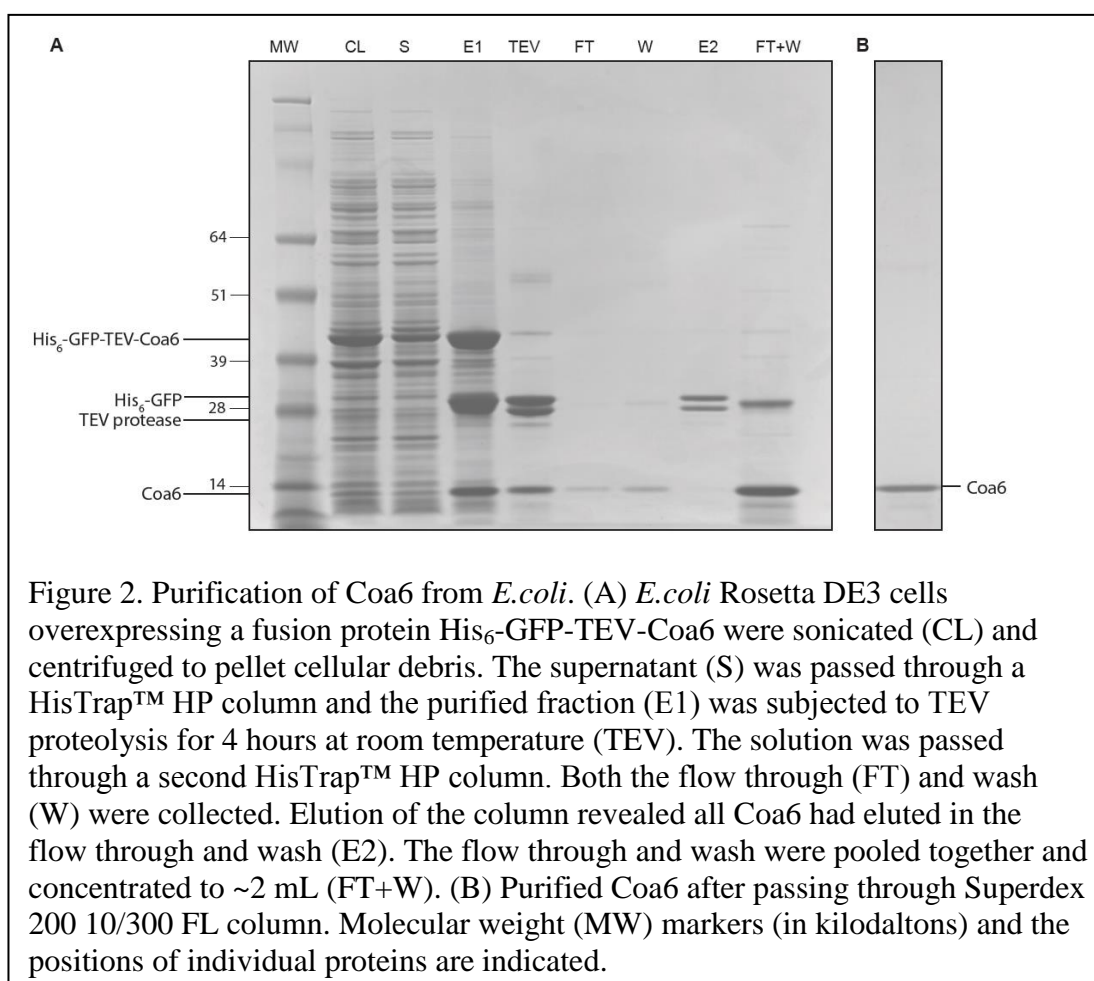 A
MW CL S E1 TEV FT W E2 FT+W
B
64
51
His6-GFP-TEV-Coa6
39
His6-GFP
28
TEV protease
14
Coa6
Coa6
Figure 2. Purification of Coa6 from E.coli. (A) E.coli Rosetta DE3 cells
overexpressing a fusion protein His6-GFP-TEV-Coa6 were sonicated (CL) and
centrifuged to pellet cellular debris. The supernatant (S) was passed through a
HisTrap™ HP column and the purified fraction (E1) was subjected to TEV
proteolysis for 4 hours at room temperature (TEV). The solution was passed
through a second HisTrap™ HP column. Both the flow through (FT) and wash
(W) were collected. Elution of the column revealed all Coa6 had eluted in the
flow through and wash (E2). The flow through and wash were pooled together and
concentrated to ~2 mL (FT+W). (B) Purified Coa6 after passing through Superdex
200 10/300 FL column. Molecular weight (MW) markers (in kilodaltons) and the
positions of individual proteins are indicated.